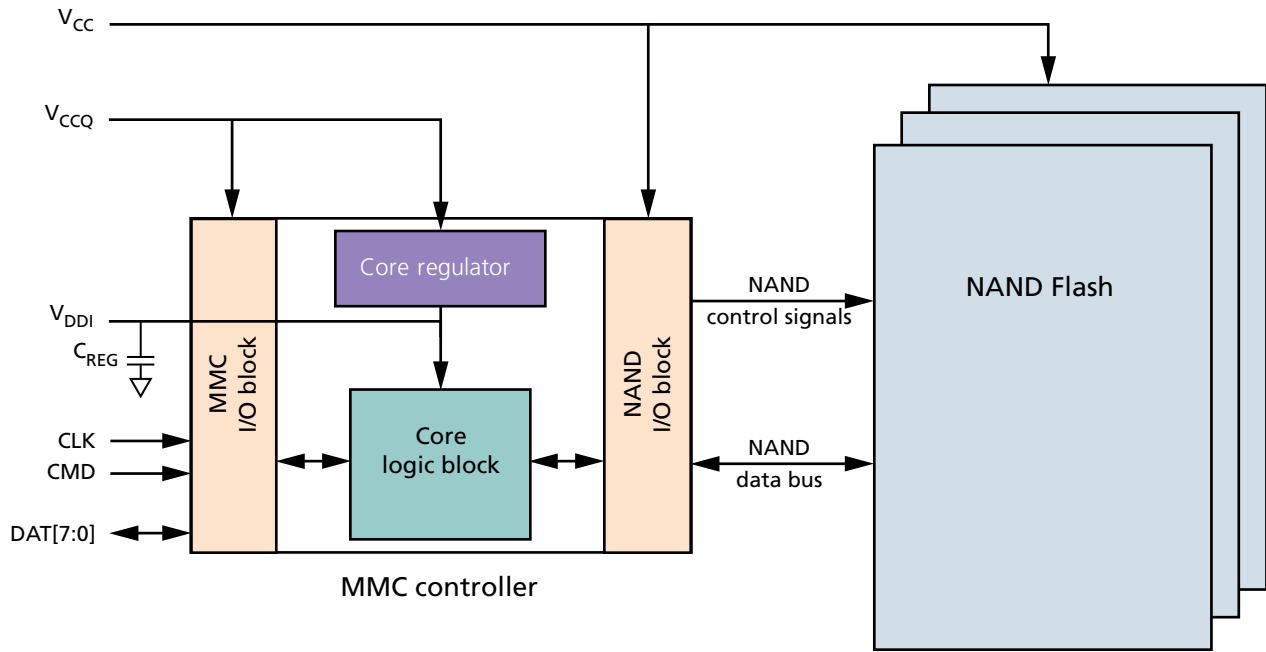 VCC
VCCQ
Core regulator
VDDI
CREG
MMC
I/O block
NAND
I/O block
NAND
control signals
NAND Flash
CLK
CMD
DAT[7:0]
Core
logic block
NAND
data bus
MMC controller